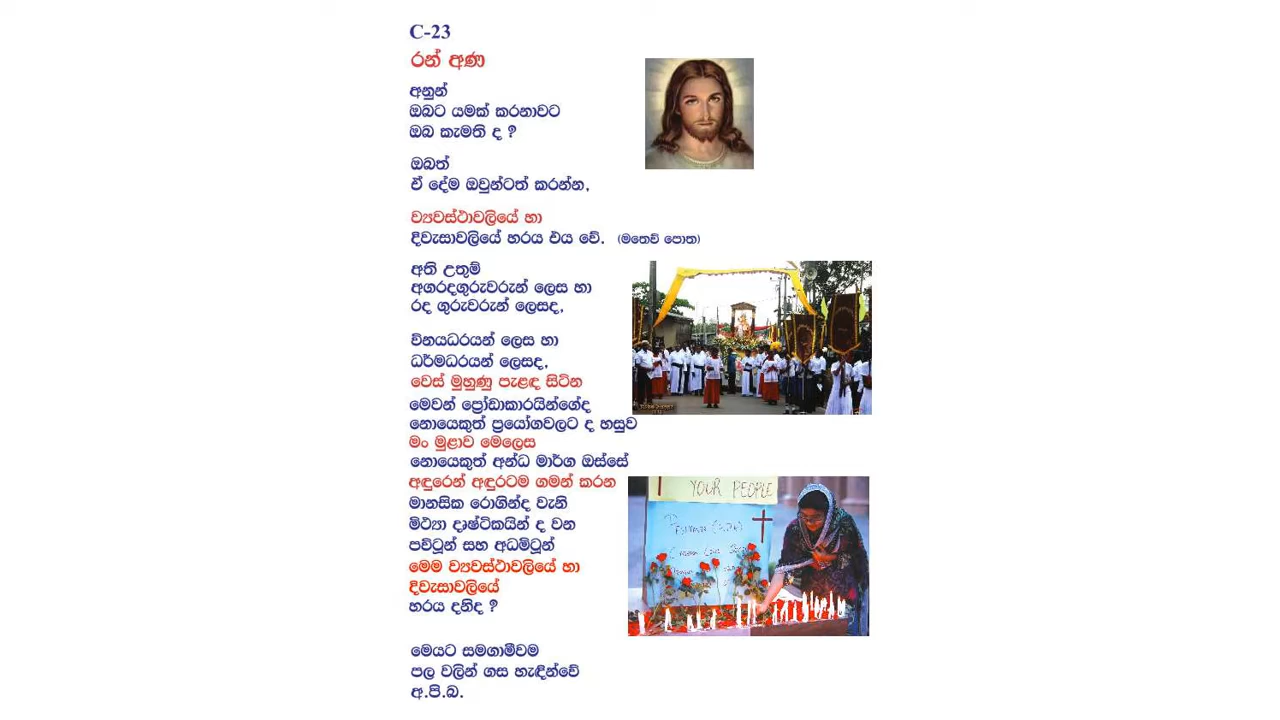 C-23
රන් අණ
අනුන්
ඔබට යමක් කරනාවට
ඔබ කැමති ද ?
ඔබත්
ඒ දේම ඔවුන්ටත් කරන්න,
ව්‍යවස්ථාවලියේ හා
දිවැසාවලියේ හරය එය වේ. (මතෙව් පොත)
අති උතුම්
අගරදගුරුවරුන් ලෙස හා
රද ගුරුවරුන් ලෙසද,
විනයධරයන් ලෙස හා
ධර්මධරයන් ලෙසද,
වෙස් මුහුණු පැළඳ සිටින
මෙවන් ප්‍රෝඩාකාරයින්ගේද
නොයෙකුත් ප්‍රයෝගවලට ද හසුව
මං මුළාව මෙලෙස
නොයෙකුත් අන්ධ මාර්ග ඔස්සේ
අඳුරෙන් අඳුරටම ගමන් කරන
මානසික රෝගින්ද වැනි
මිථ්‍යා දෘෂ්ටිකයින් ද වන
පවිටූන් සහ අධමිටූන්
මෙම ව්‍යවස්ථාවලියේ හා
දිවැසාවලියේ
හරය දනිද ?
මෙයට සමගාමීවම
පල වලින් ගස හැඳින්වේ
අ.පි.බ.
YOUR PEOPLE